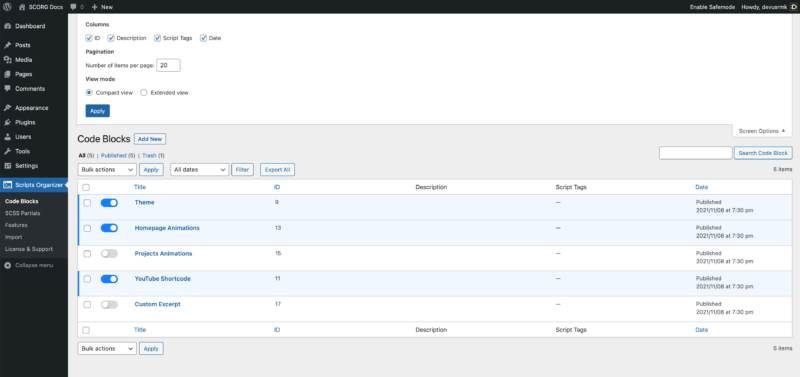 SCORG Docs 0 New Enable Safemode Howdy, devusrmk
Dashboard
Posts
Media
Pages
Comments
Appearance
Plugins
Users
Tools
Settings
Scripts Organizer
Code Blocks
SCSS Partials
Features
Import
License & Support
Collapse menu
Columns
ID Description Script Tags Date
Pagination
Number of items per page: 20
View mode
Compact view Extended view
Apply
Screen Options
Code Blocks Add New
All (5) | Published (5) | Trash (1)
Search Code Block
Bulk actions Apply All dates Filter Export All 5 items
Title ID Description Script Tags Date
Theme 9 — Published
2021/11/08 at 7:30 pm
Homepage Animations 13 — Published
2021/11/08 at 7:30 pm
Projects Animations 15 — Published
2021/11/08 at 7:30 pm
YouTube Shortcode 11 — Published
2021/11/08 at 7:30 pm
Custom Excerpt 17 — Published
2021/11/08 at 7:30 pm
Title ID Description Script Tags Date
Bulk actions Apply 5 items